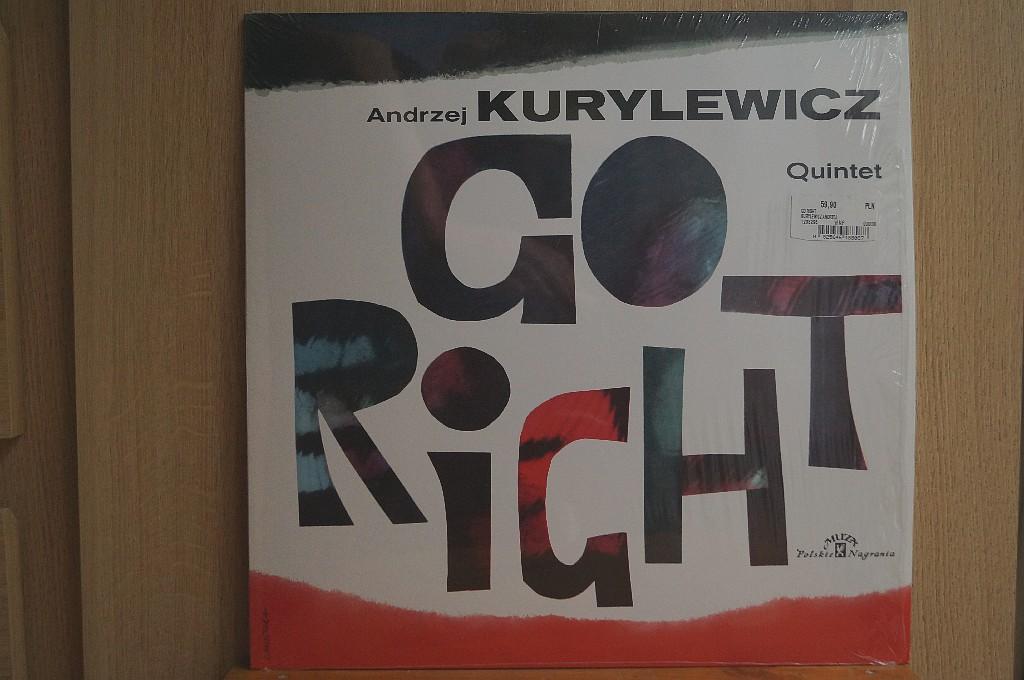 Andrzej KURYLEWICZ
Quintet
59,90 PLN
GO
RiGHT
MUZA
Polskie Nagrania